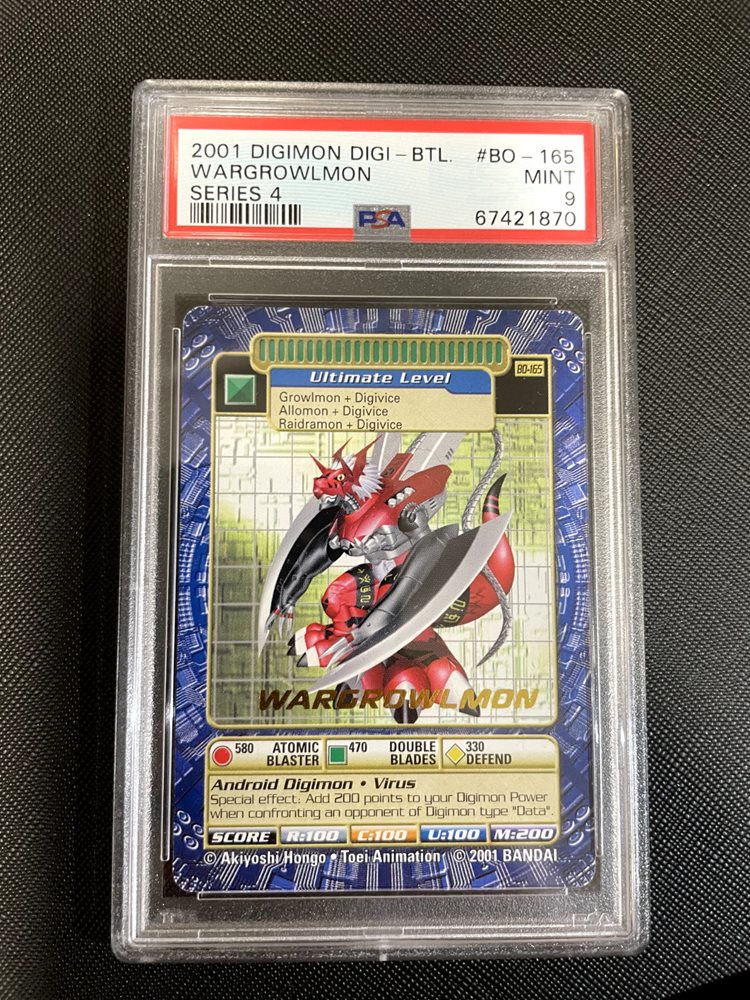 2001 DIGIMON DIGI-BTL. #BO-165
WARGROWLMON MINT
SERIES 4 9
PSA 67421870
BO-165
Ultimate Level
Growlmon + Digivice
Allomon + Digivice
Raidramon + Digivice
WARGROWLMON
580 ATOMIC BLASTER 470 DOUBLE BLADES 330 DEFEND
Android Digimon • Virus
Special effect: Add 200 points to your Digimon Power
when confronting an opponent of Digimon type "Data".
SCORE R:100 C:100 U:100 M:200
© Akiyoshi Hongo • Toei Animation © 2001 BANDAI